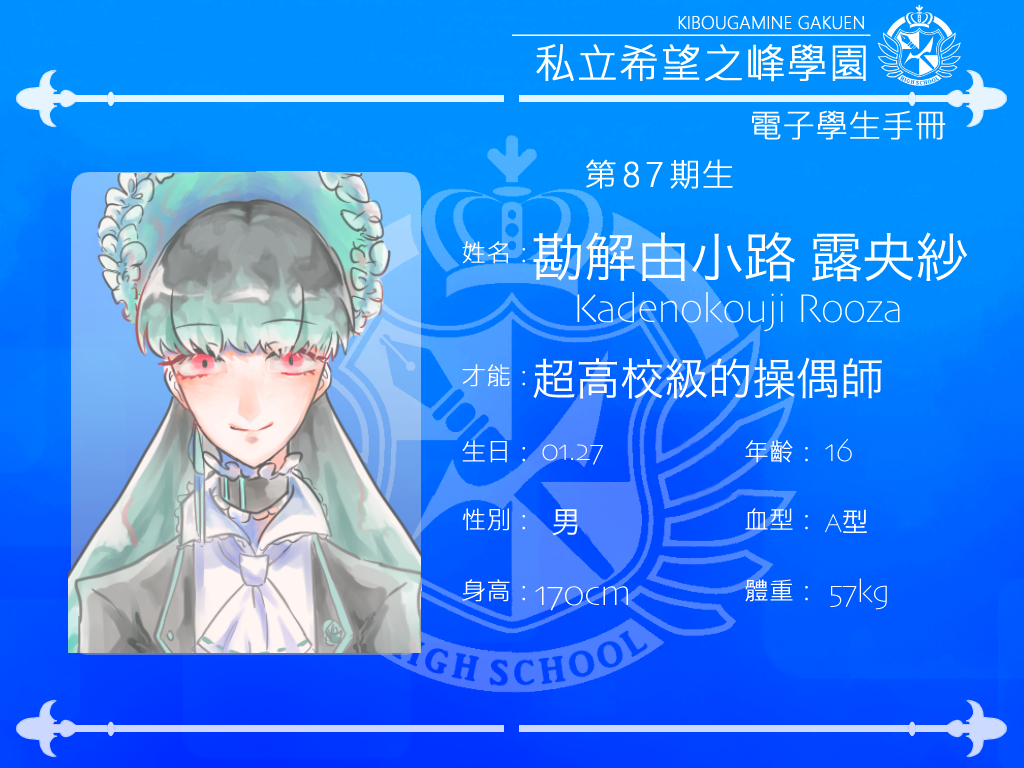 KIBOUGAMINE GAKUEN
私立希望之峰學園
HIGH SCHOOL
電子學生手冊
第87期生
姓名：勘解由小路 露央紗
Kadenokouji Rooza
才能：超高校級的操偶師
生日： 01.27 年齡： 16
性別： 男 血型： A型
身高：170cm 體重： 57kg
HIGH SCHOOL